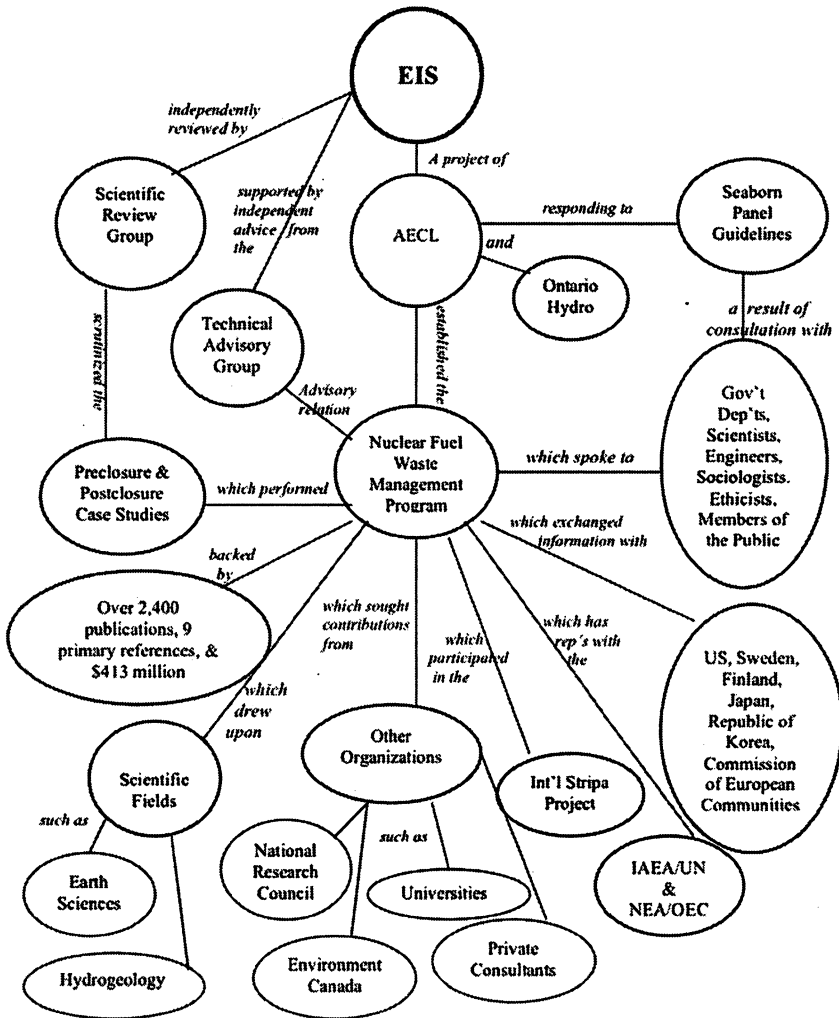 EIS
independently
reviewed by
A project of
Scientific
Review
Group
supported by
independent
advice from
the
AECL
responding to
Seaborn
Panel
Guidelines
and
Ontario
Hydro
a result of
consultation with
scrutinized the
Technical
Advisory
Group
established the
Advisory
relation
Gov't
Dep'ts,
Scientists,
Engineers,
Sociologists.
Ethicists,
Members of
the Public
Nuclear Fuel
Waste
Management
Program
which spoke to
Preclosure &
Postclosure
Case Studies
which performed
which exchanged
information with
backed
by
Over 2,400
publications, 9
primary references, &
$413 million
which sought
contributions
from
which
participated
in the
which has
rep's with
the
US, Sweden,
Finland,
Japan,
Republic of
Korea,
Commission
of European
Communities
which
drew
upon
Scientific
Fields
Other
Organizations
Int'l Stripa
Project
such as
such as
Earth
Sciences
National
Research
Council
Universities
IAEA/UN
&
NEA/OEC
Hydrogeology
Environment
Canada
Private
Consultants